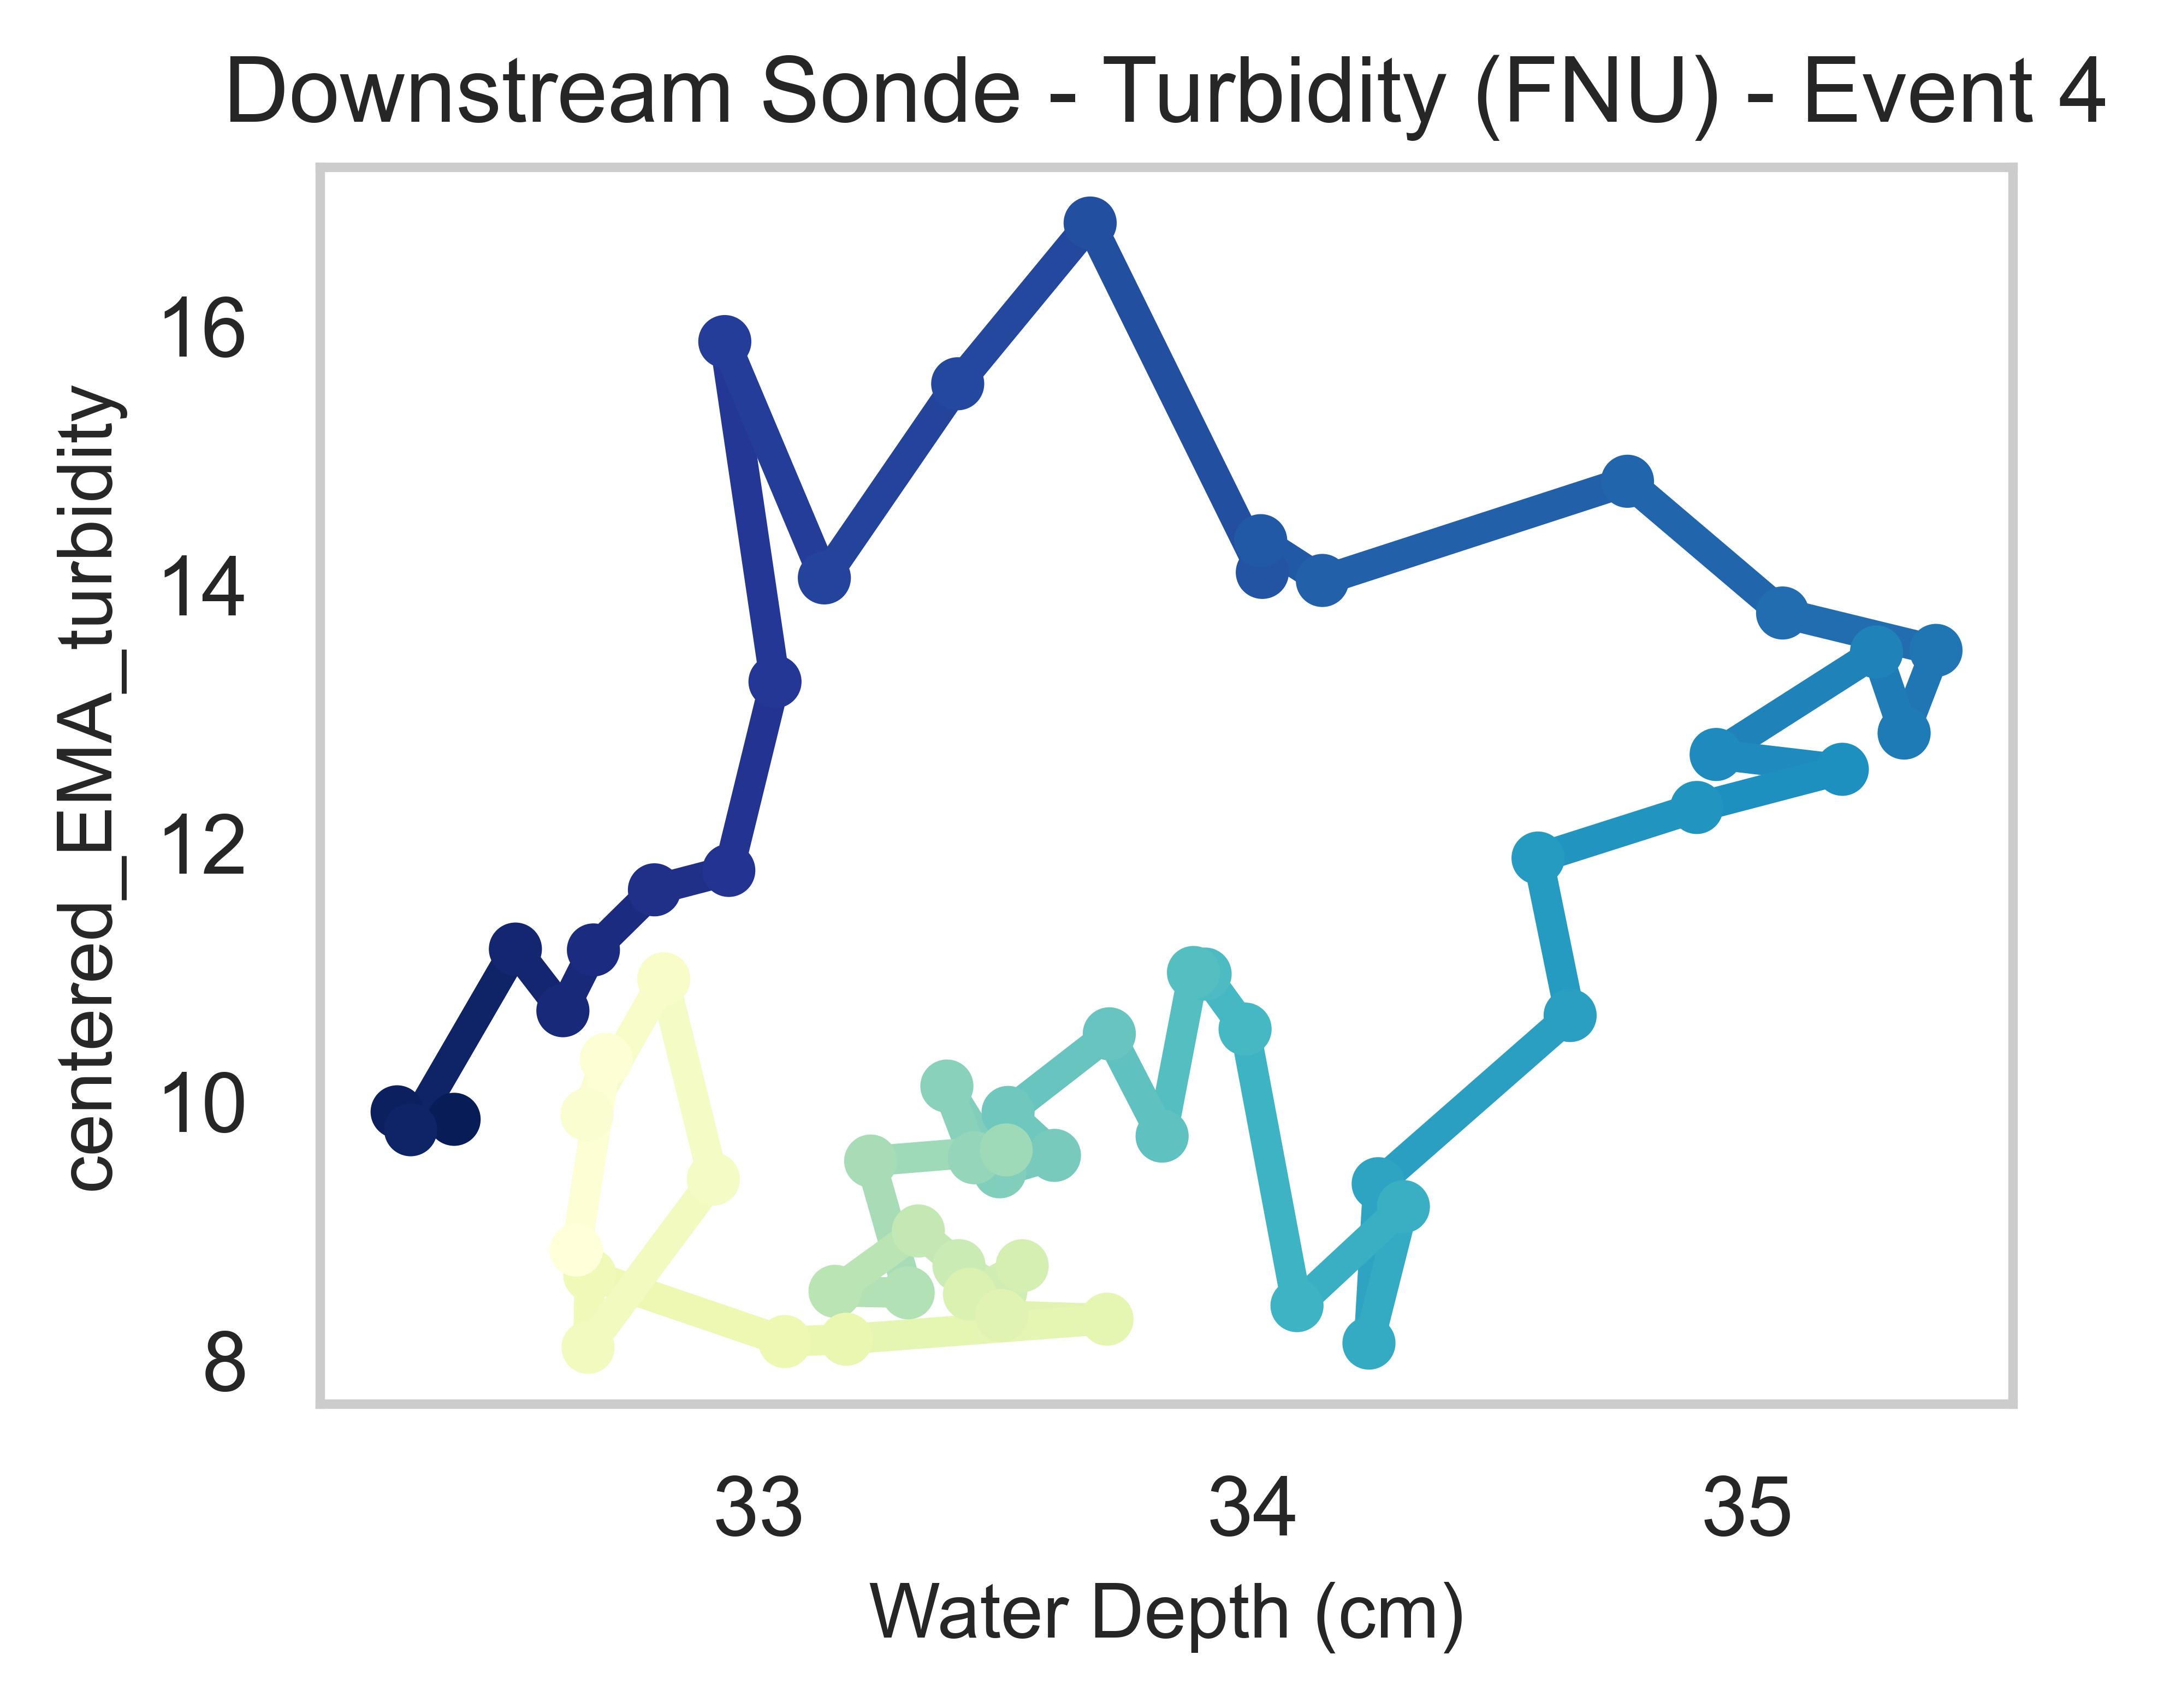 Downstream Sonde - Turbidity (FNU) - Event 4
centered_EMA_turbidity
16
14
12
10
8
33 34 35
Water Depth (cm)